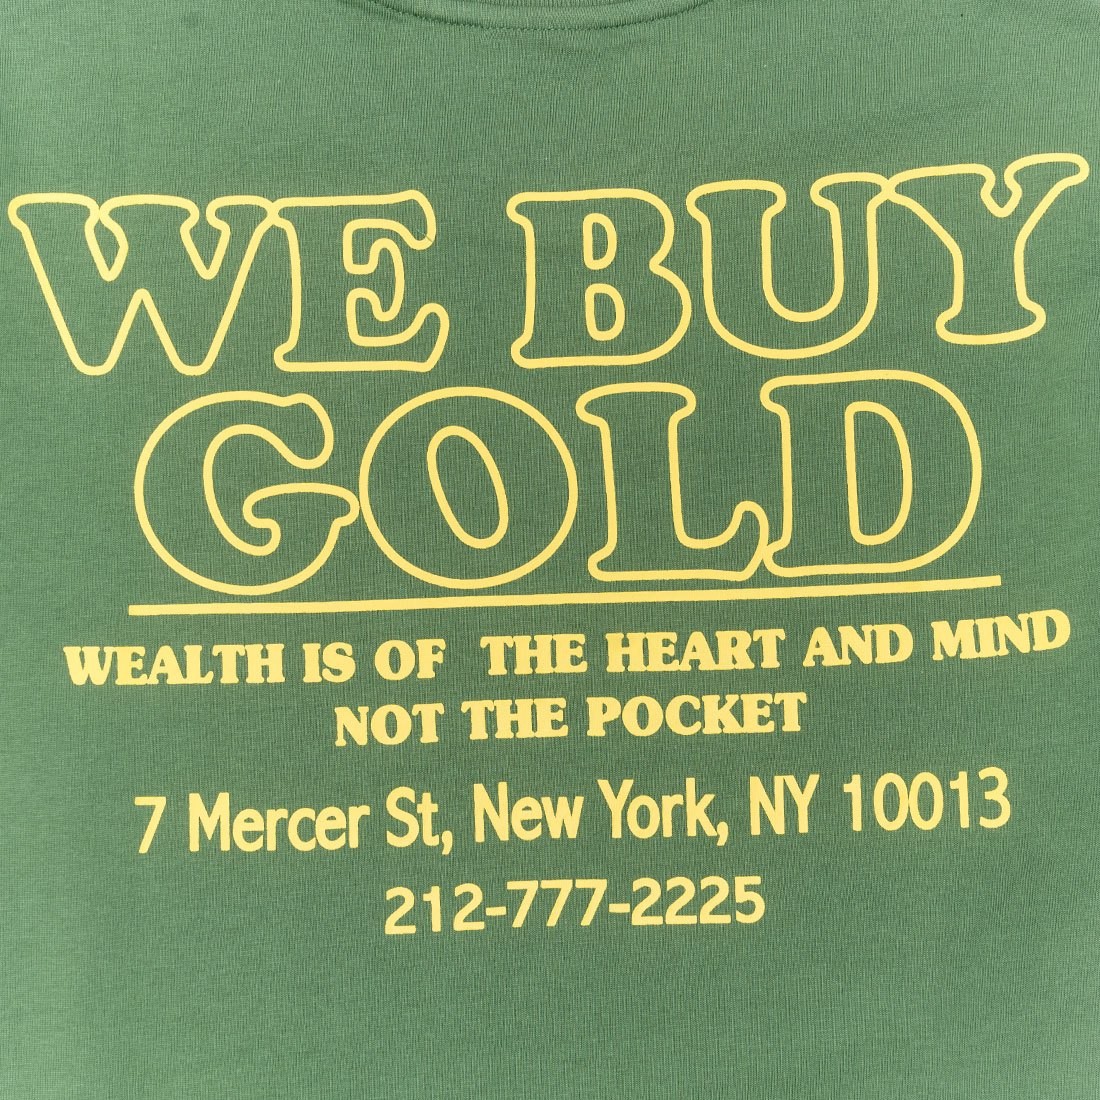 WE BUY
GOLD
WEALTH IS OF THE HEART AND MIND
NOT THE POCKET
7 Mercer St, New York, NY 10013
212-777-2225